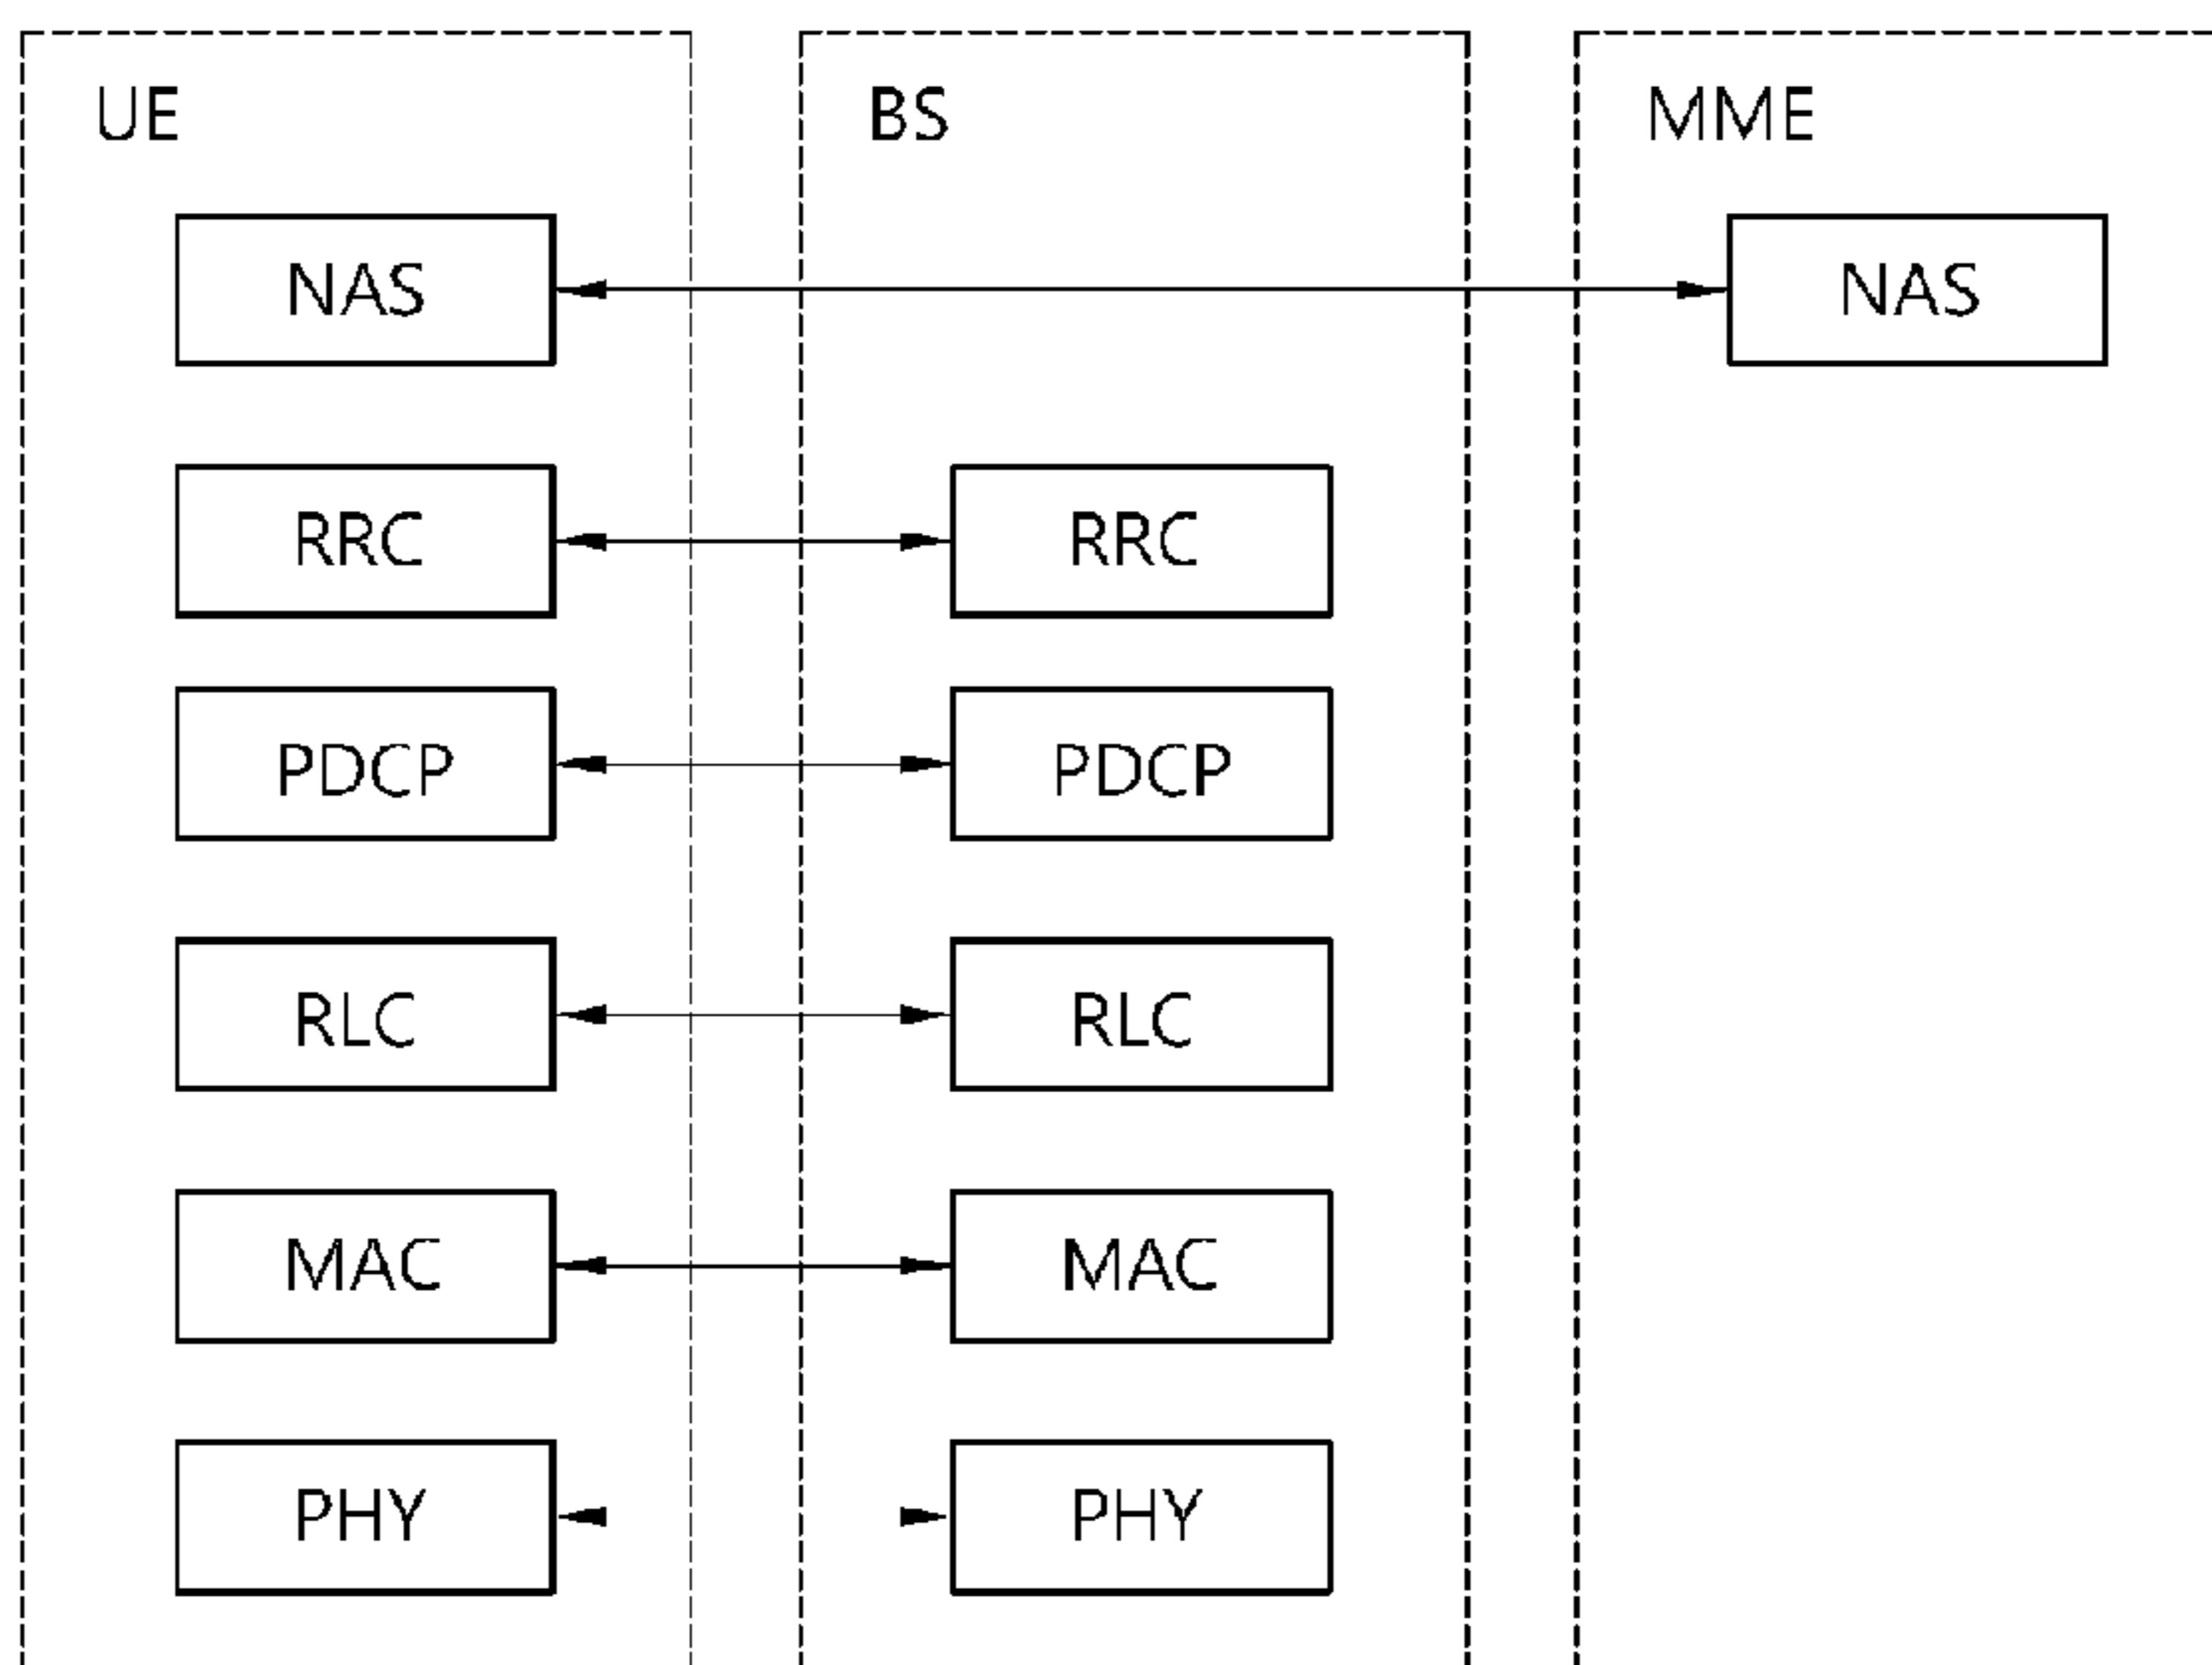 UE BS MME
NAS NAS
RRC RRC
PDCP PDCP
RLC RLC
MAC MAC
PHY PHY